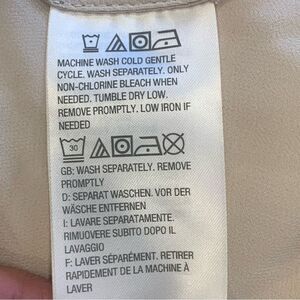 MACHINE WASH COLD GENTLE
CYCLE. WASH SEPARATELY. ONLY
NON-CHLORINE BLEACH WHEN
NEEDED. TUMBLE DRY LOW.
REMOVE PROMPTLY. LOW IRON IF
NEEDED
30
GB: WASH SEPARATELY. REMOVE
PROMPTLY
D: SEPARAT WASCHEN. VOR DER
WÄSCHE ENTFERNEN
I: LAVARE SEPARATAMENTE.
RIMUOVERE SUBITO DOPO IL
LAVAGGIO
F: LAVER SÉPARÉMENT. RETIRER
RAPIDEMENT DE LA MACHINE À
LAVER